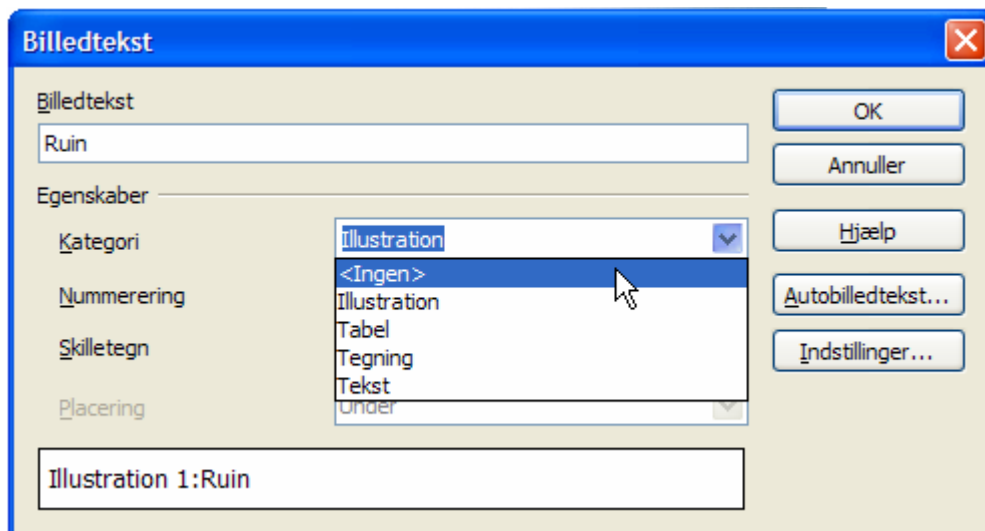 Billedtekst
Billedtekst
OK
Ruin
Annuller
Egenskaber
Kategori
Illustration
Hjælp
<Ingen>
Nummerering
Illustration
Autobilledtekst...
Tabel
Skilletegn
Tegning
Indstillinger...
Tekst
Placering
Under
Illustration 1:Ruin